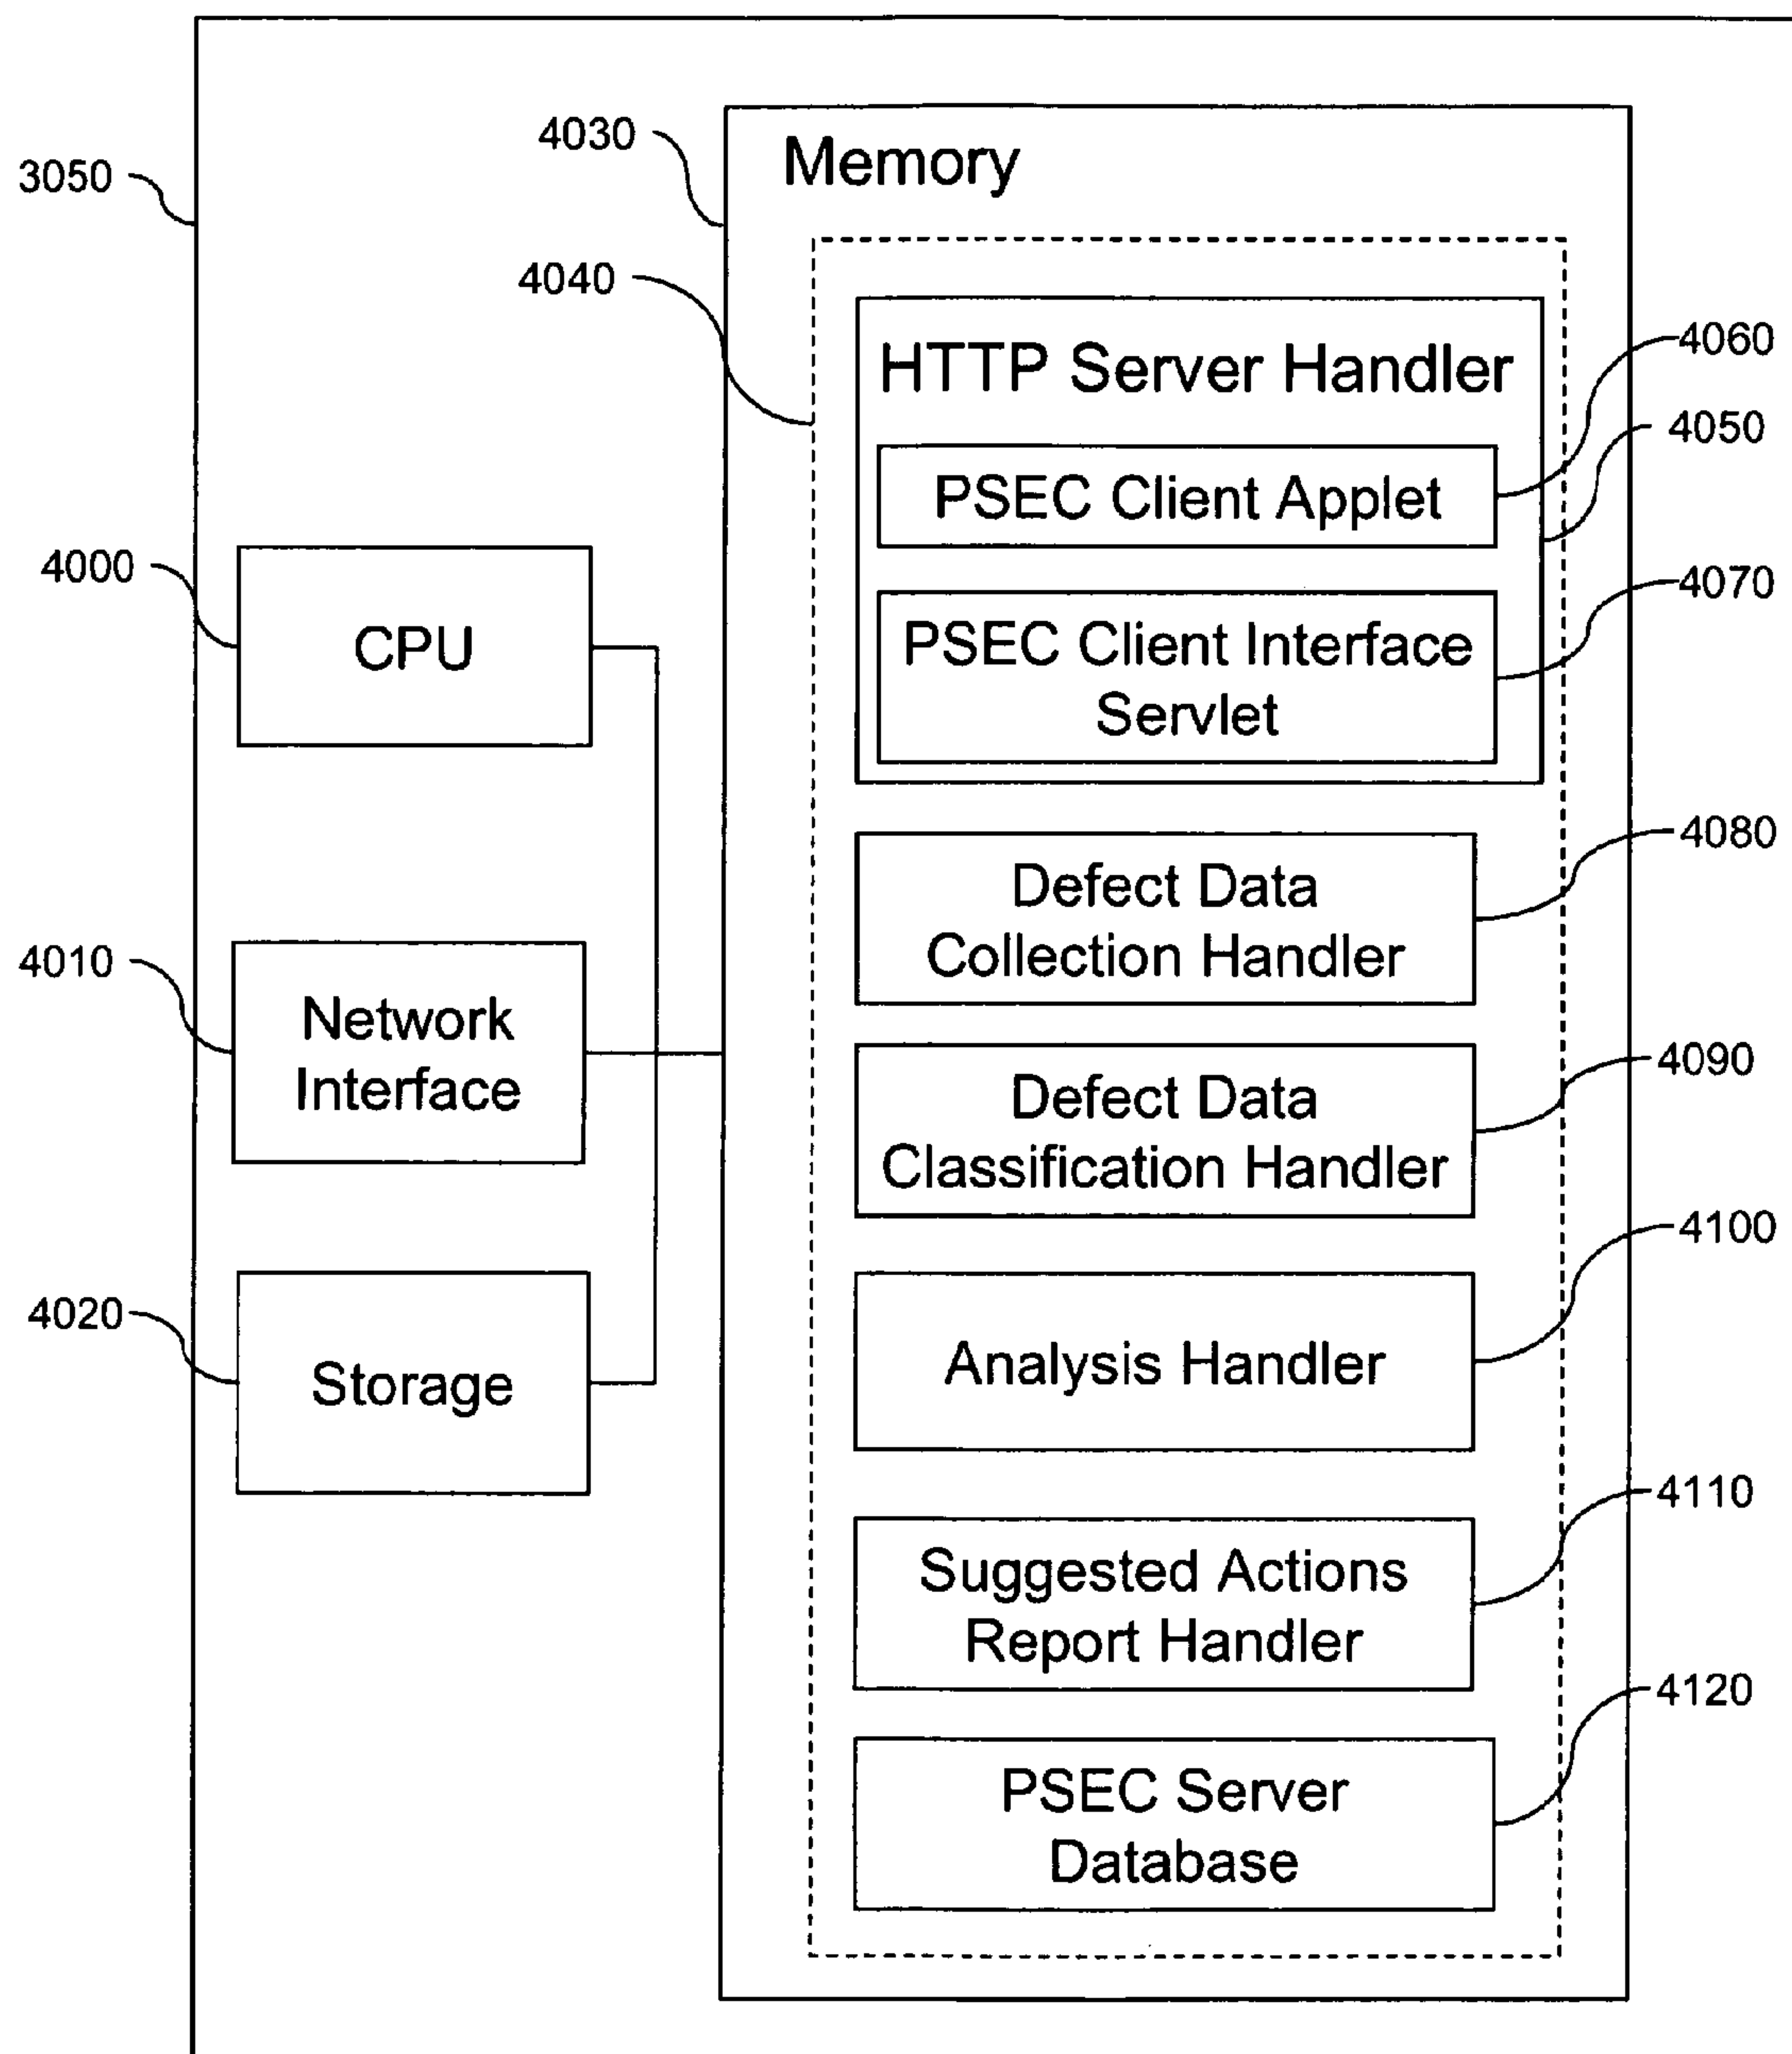 4030
Memory
3050
4040
HTTP Server Handler
4060
4050
PSEC Client Applet
4000
CPU
4070
PSEC Client Interface
Servlet
4080
Defect Data
Collection Handler
4010
Network
Interface
4090
Defect Data
Classification Handler
4100
4020
Storage
Analysis Handler
4110
Suggested Actions
Report Handler
4120
PSEC Server
Database